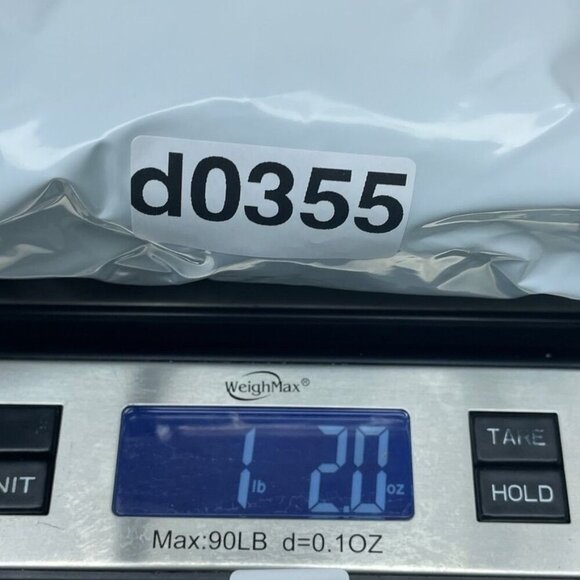 d0355
WeighMax®
1 lb 2.0 oz
TARE
NIT
HOLD
Max:90LB d=0.1OZ